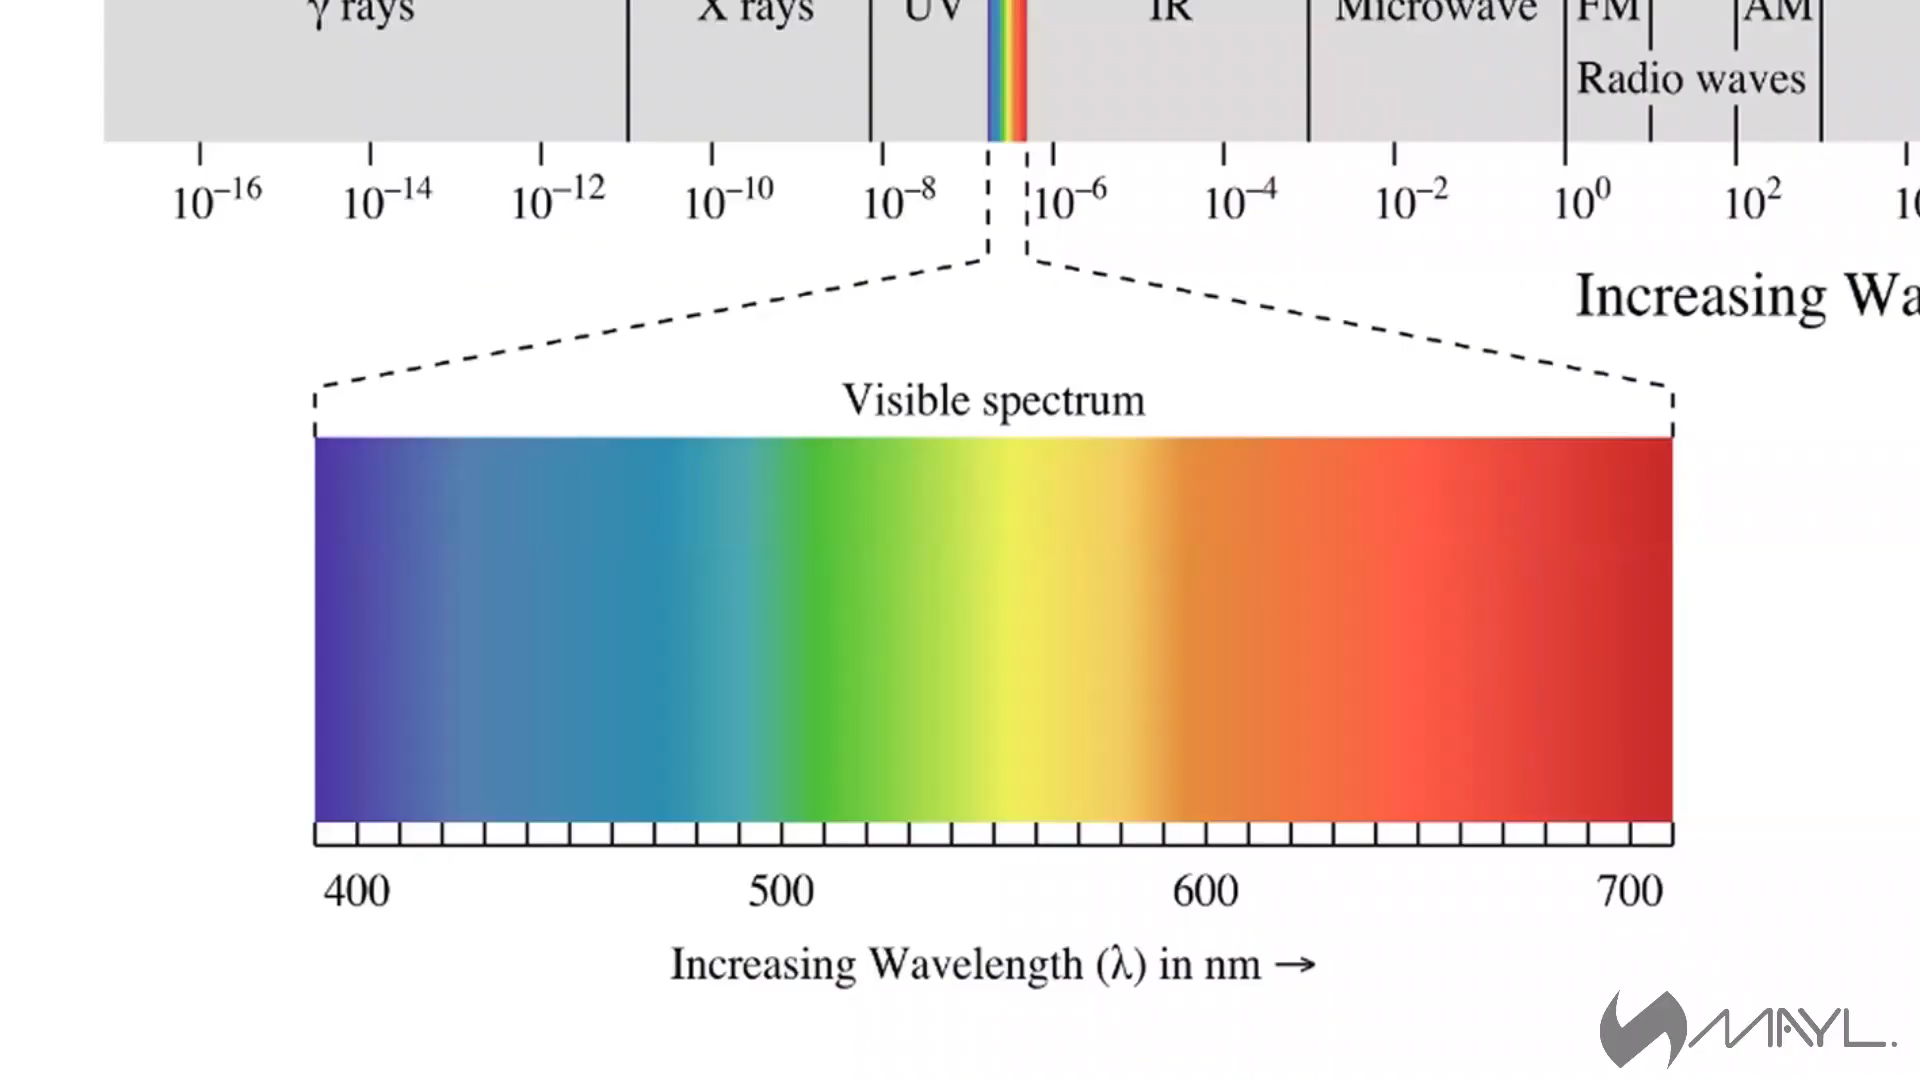 γ rays X rays UV IR Microwave FM AM
Radio waves
10⁻¹⁶ 10⁻¹⁴ 10⁻¹² 10⁻¹⁰ 10⁻⁸ 10⁻⁶ 10⁻⁴ 10⁻² 10⁰ 10²
Increasing
Visible spectrum
400 500 600 700
Increasing Wavelength (λ) in nm →
MAYL.